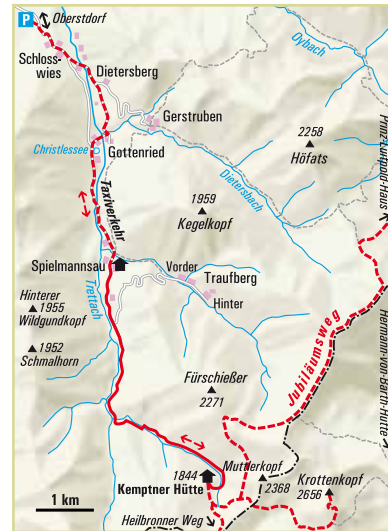 P
Oberstdorf
Schloss-
wies
Dietersberg
Oybach
Gerstruben
Christlessee
Gottenried
2258
Höfats
Dietersbach
Prinz-Luitpold-Haus
Taxiverkehr
1959
Kegelkopf
Spielmannsau
Vorder
Traufberg
Hinter
Trettach
Hinterer
1955
Wildgundkopf
1952
Schmalhorn
Jubiläumsweg
Hermann-von-Barth-Hütte
Fürschießer
2271
1844
Kemptner Hütte
Muttlerkopf
2368
Krottenkopf
2656
1 km
Heilbronner Weg